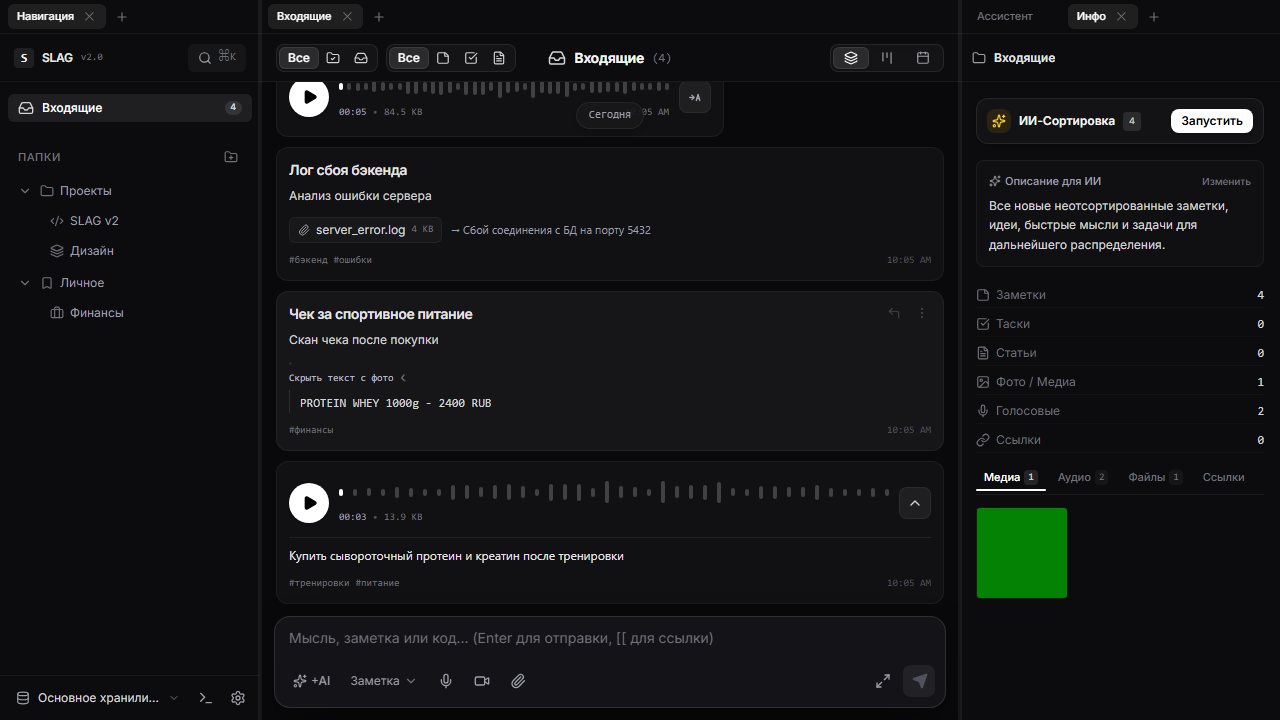 Навигация
Входящие
Ассистент
Инфо
S SLAG v2.0
⌘K
Все
Все
Входящие (4)
Входящие
Входящие 4
ПАПКИ
Проекты
SLAG v2
Дизайн
Личное
Финансы
Основное хранили...
00:05 • 84.5 KB
05 AM
→A
Сегодня
Лог сбоя бэкенда
Анализ ошибки сервера
server_error.log 4 KB → Сбой соединения с БД на порту 5432
#бэкенд #ошибки 10:05 AM
Чек за спортивное питание
Скан чека после покупки
Скрыть текст с фото
PROTEIN WHEY 1000g - 2400 RUB
#финансы 10:05 AM
00:03 • 13.9 KB
Купить сывороточный протеин и креатин после тренировки
#тренировки #питание 10:05 AM
Мысль, заметка или код... (Enter для отправки, [[ для ссылки)
+AI Заметка
ИИ-Сортировка 4 Запустить
Описание для ИИ Изменить
Все новые неотсортированные заметки,
идеи, быстрые мысли и задачи для
дальнейшего распределения.
Заметки 4
Таски 0
Статьи 0
Фото / Медиа 1
Голосовые 2
Ссылки 0
Медиа 1 Аудио 2 Файлы 1 Ссылки